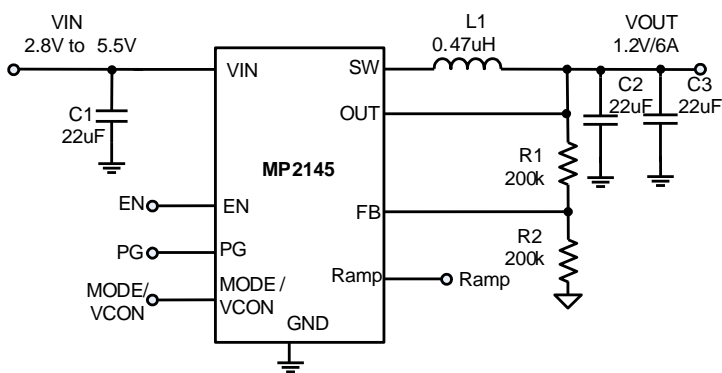 VIN
2.8V to 5.5V
L1
0.47uH
VOUT
1.2V/6A
VIN
SW
C1
22uF
C2
22uF
C3
22uF
OUT
MP2145
R1
200k
EN
EN
FB
PG
PG
R2
200k
MODE/
VCON
MODE /
VCON
Ramp
Ramp
GND